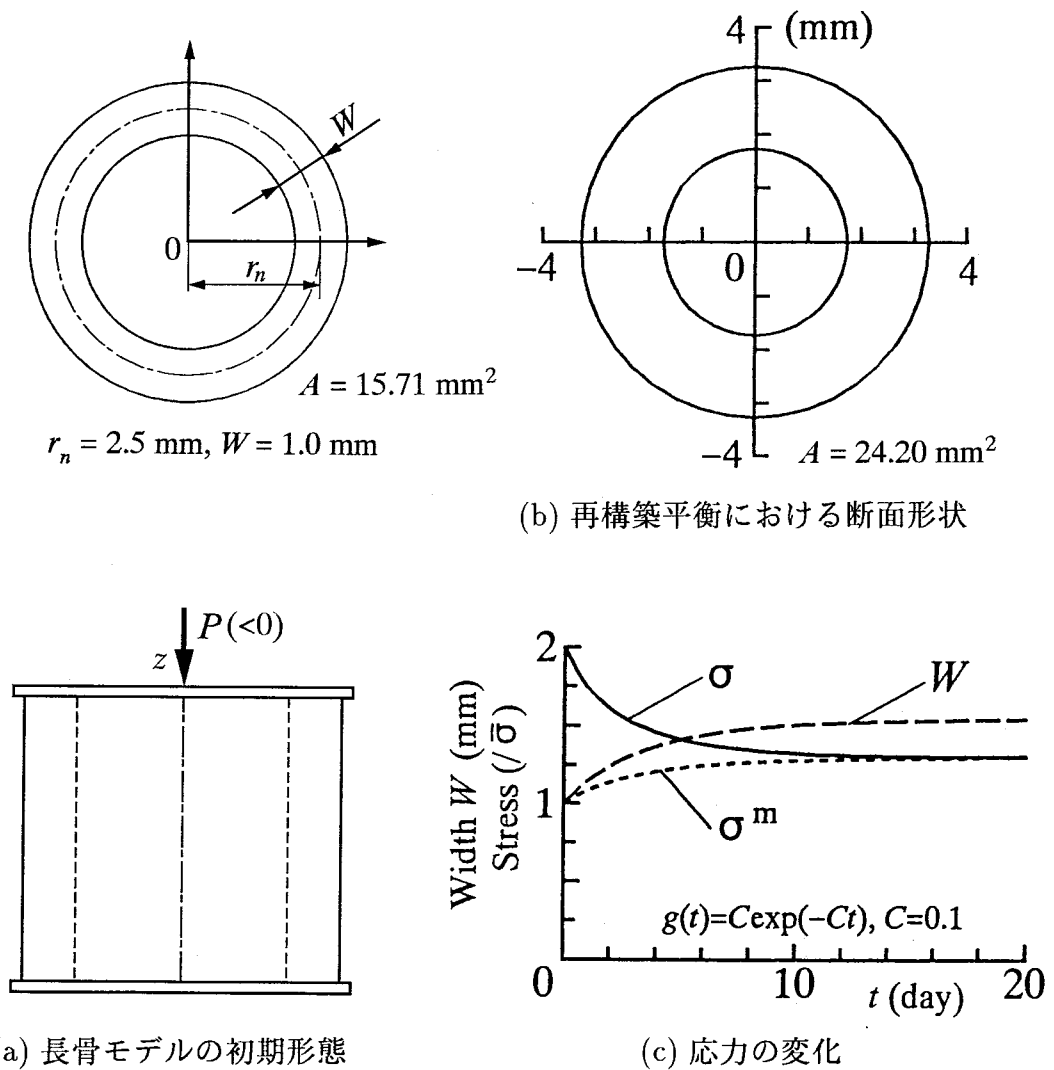 W
0
r_n
A = 15.71 mm²
r_n = 2.5 mm, W = 1.0 mm
4 (mm)
−4 0 4
−4 A = 24.20 mm²
(b) 再構築平衡における断面形状
P(<0)
z
a) 長骨モデルの初期形態
Width W (mm)
Stress (/σ̄)
2
σ
W
1
σᵐ
g(t)=Cexp(−Ct), C=0.1
0 10 20
t (day)
(c) 応力の変化